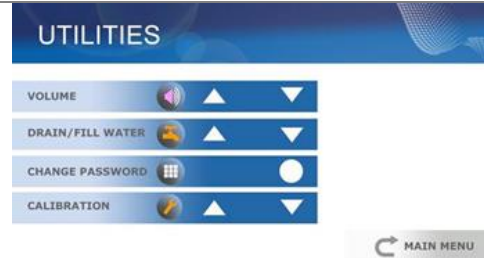 UTILITIES
VOLUME
DRAIN/FILL WATER
CHANGE PASSWORD
CALIBRATION
MAIN MENU